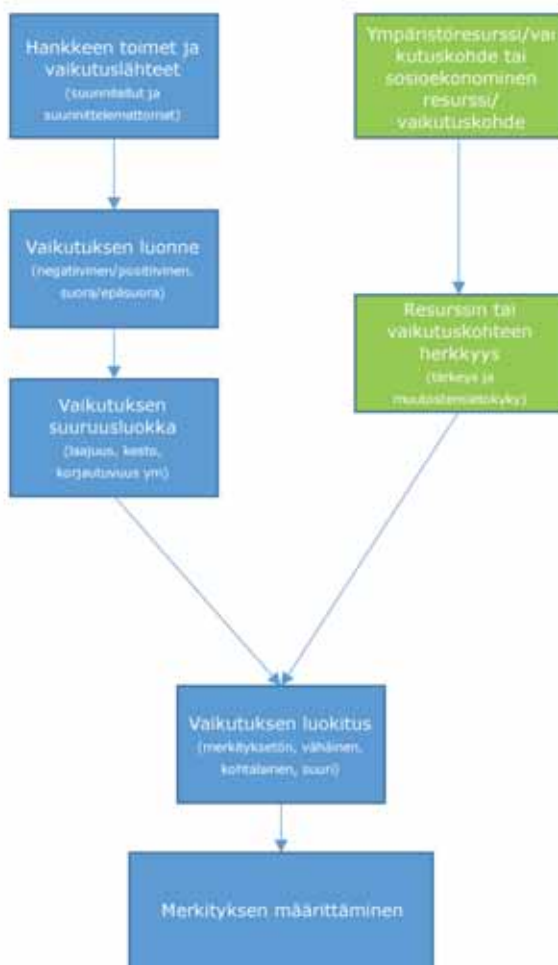 Hankkeen toimet ja
vaikutuslähteet
(suunnitellut ja
suunnittelemattomat)
Vaikutuksen luonne
(negatiivinen/positiivinen,
suora/epäsuora)
Vaikutuksen
suuruusluokka
(laajuus, kesto,
korjautuvuus ym)
Ympäristöresurssi/vai
kutuskohde tai
sosioekonominen
resurssi/
vaikutuskohde
Resurssin tai
vaikutuskohteen
herkkyys
(tärkeys ja
muutoksensietokyky)
Vaikutuksen luokitus
(merkityksetön, vähäinen,
kohtalainen, suuri)
Merkityksen määrittäminen